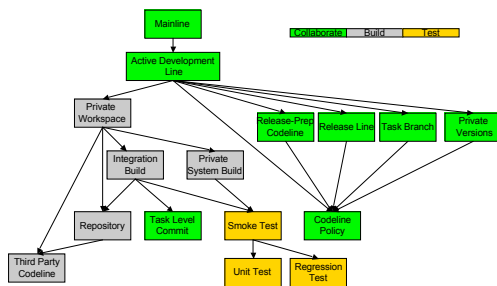 Mainline
Collaborate Build Test
Active Development
Line
Private
Workspace
Release-Prep
Codeline
Release Line
Task Branch
Private
Versions
Integration
Build
Private
System Build
Repository
Task Level
Commit
Smoke Test
Codeline
Policy
Third Party
Codeline
Unit Test
Regression
Test